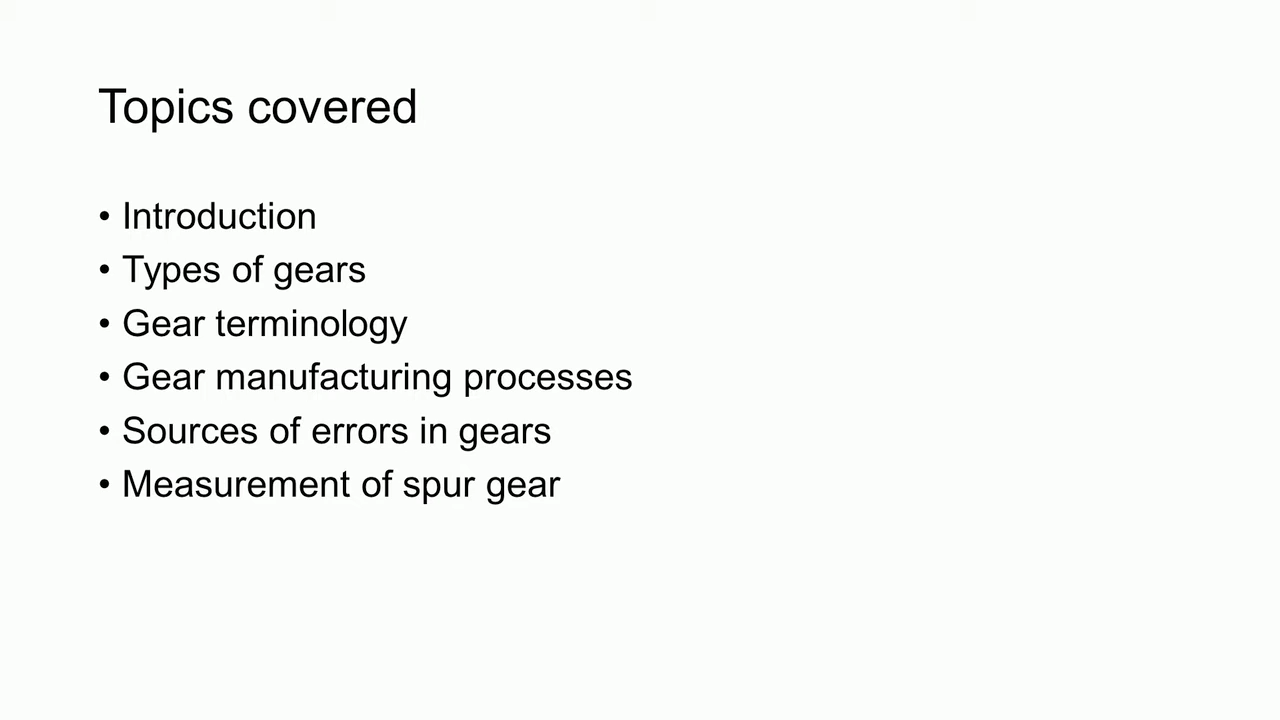 Topics covered
• Introduction
• Types of gears
• Gear terminology
• Gear manufacturing processes
• Sources of errors in gears
• Measurement of spur gear